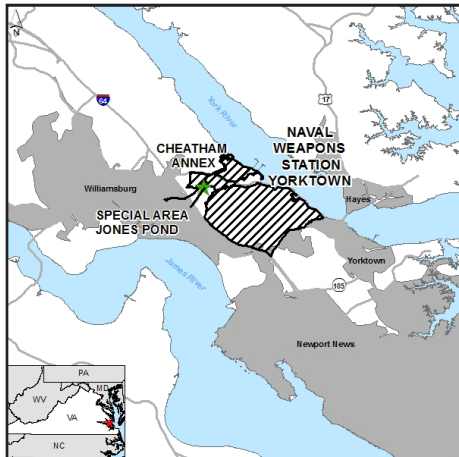 N
64
17
York River
NAVAL
WEAPONS
STATION
YORKTOWN
CHEATHAM
ANNEX
Williamsburg
Hayes
SPECIAL AREA
JONES POND
James River
Yorktown
105
Newport News
PA
MD
WV
VA
NC